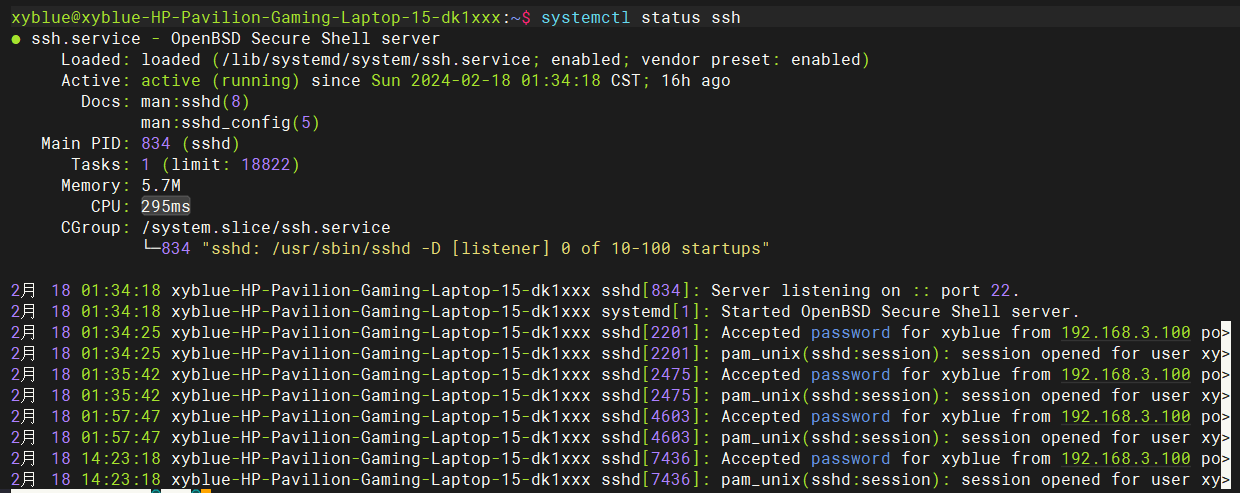 xyblue@xyblue-HP-Pavilion-Gaming-Laptop-15-dk1xxx:~$ systemctl status ssh
● ssh.service - OpenBSD Secure Shell server
     Loaded: loaded (/lib/systemd/system/ssh.service; enabled; vendor preset: enabled)
     Active: active (running) since Sun 2024-02-18 01:34:18 CST; 16h ago
       Docs: man:sshd(8)
             man:sshd_config(5)
   Main PID: 834 (sshd)
      Tasks: 1 (limit: 18822)
     Memory: 5.7M
        CPU: 295ms
     CGroup: /system.slice/ssh.service
             └─834 "sshd: /usr/sbin/sshd -D [listener] 0 of 10-100 startups"

2月 18 01:34:18 xyblue-HP-Pavilion-Gaming-Laptop-15-dk1xxx sshd[834]: Server listening on :: port 22.
2月 18 01:34:18 xyblue-HP-Pavilion-Gaming-Laptop-15-dk1xxx systemd[1]: Started OpenBSD Secure Shell server.
2月 18 01:34:25 xyblue-HP-Pavilion-Gaming-Laptop-15-dk1xxx sshd[2201]: Accepted password for xyblue from 192.168.3.100 po>
2月 18 01:34:25 xyblue-HP-Pavilion-Gaming-Laptop-15-dk1xxx sshd[2201]: pam_unix(sshd:session): session opened for user xy>
2月 18 01:35:42 xyblue-HP-Pavilion-Gaming-Laptop-15-dk1xxx sshd[2475]: Accepted password for xyblue from 192.168.3.100 po>
2月 18 01:35:42 xyblue-HP-Pavilion-Gaming-Laptop-15-dk1xxx sshd[2475]: pam_unix(sshd:session): session opened for user xy>
2月 18 01:57:47 xyblue-HP-Pavilion-Gaming-Laptop-15-dk1xxx sshd[4603]: Accepted password for xyblue from 192.168.3.100 po>
2月 18 01:57:47 xyblue-HP-Pavilion-Gaming-Laptop-15-dk1xxx sshd[4603]: pam_unix(sshd:session): session opened for user xy>
2月 18 14:23:18 xyblue-HP-Pavilion-Gaming-Laptop-15-dk1xxx sshd[7436]: Accepted password for xyblue from 192.168.3.100 po>
2月 18 14:23:18 xyblue-HP-Pavilion-Gaming-Laptop-15-dk1xxx sshd[7436]: pam_unix(sshd:session): session opened for user xy>